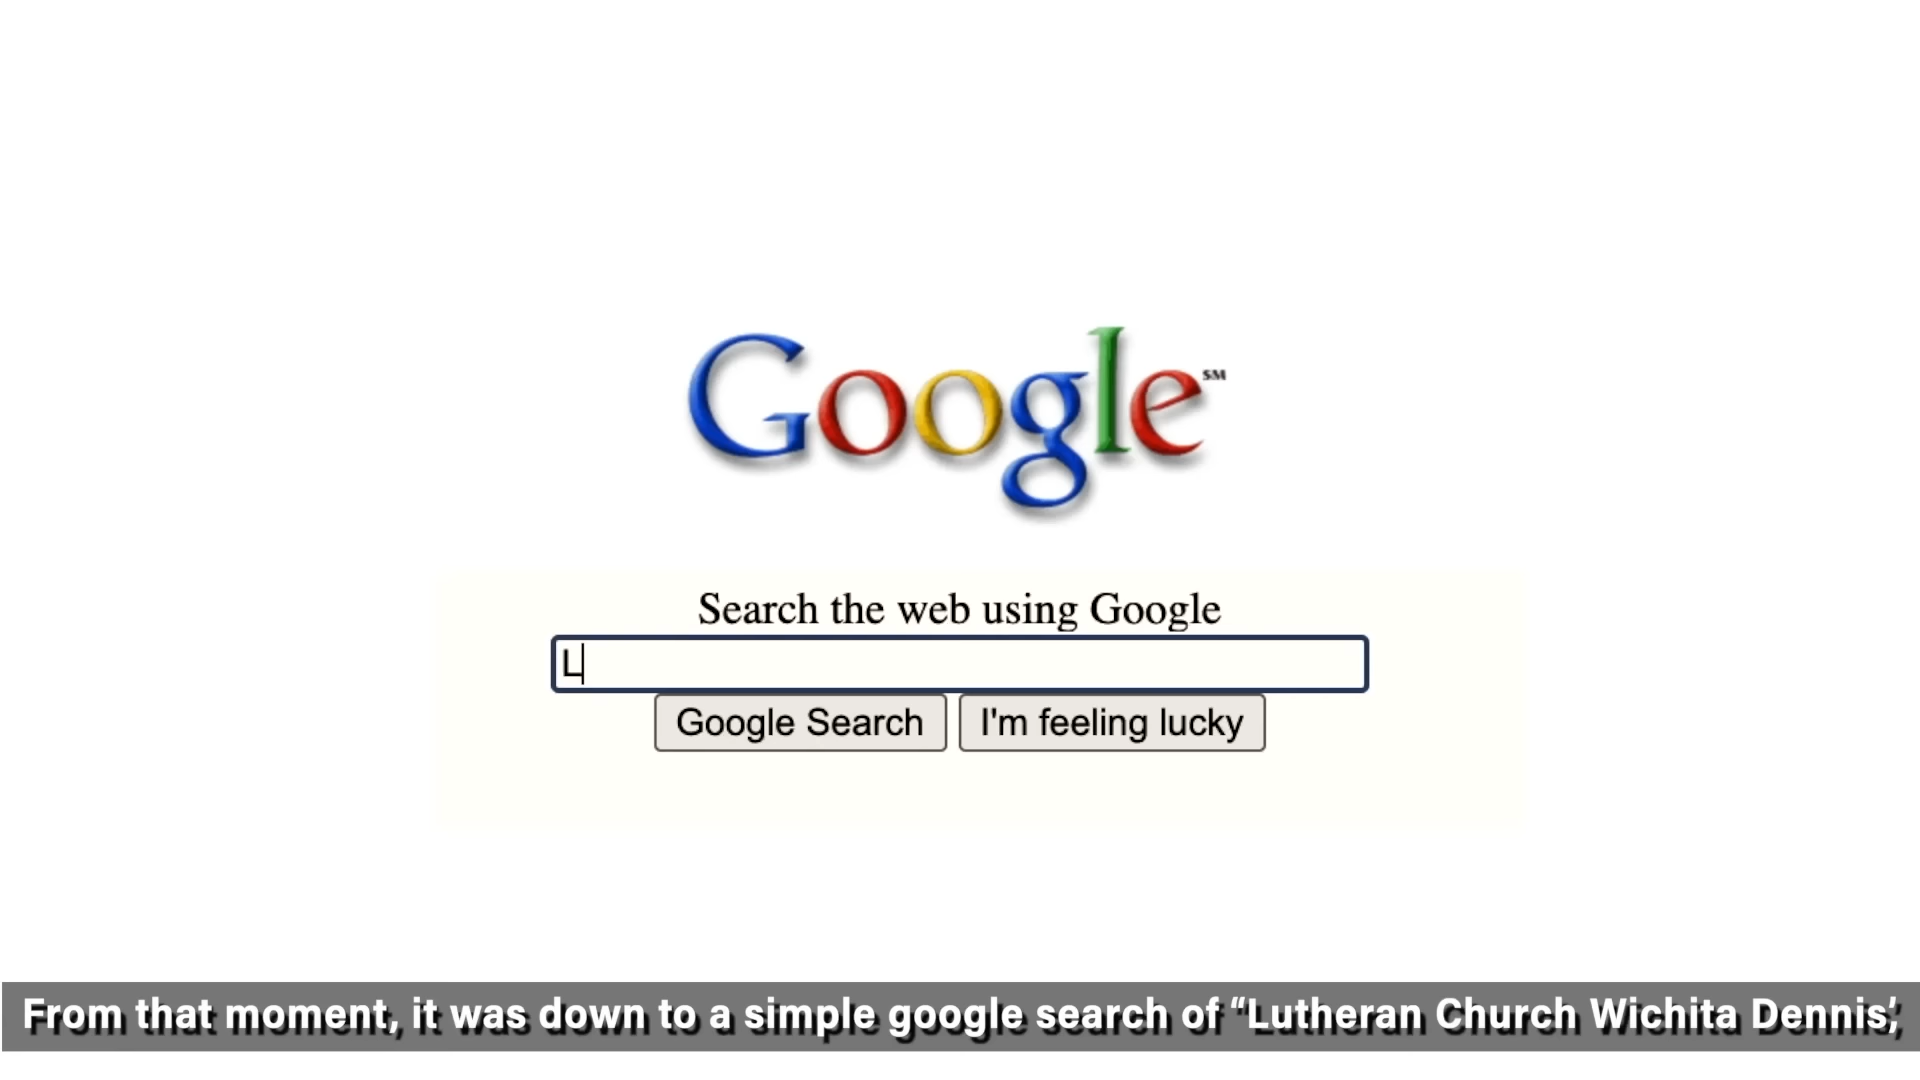 Google SM
Search the web using Google
L
Google Search I'm feeling lucky
From that moment, it was down to a simple google search of “Lutheran Church Wichita Dennis,’